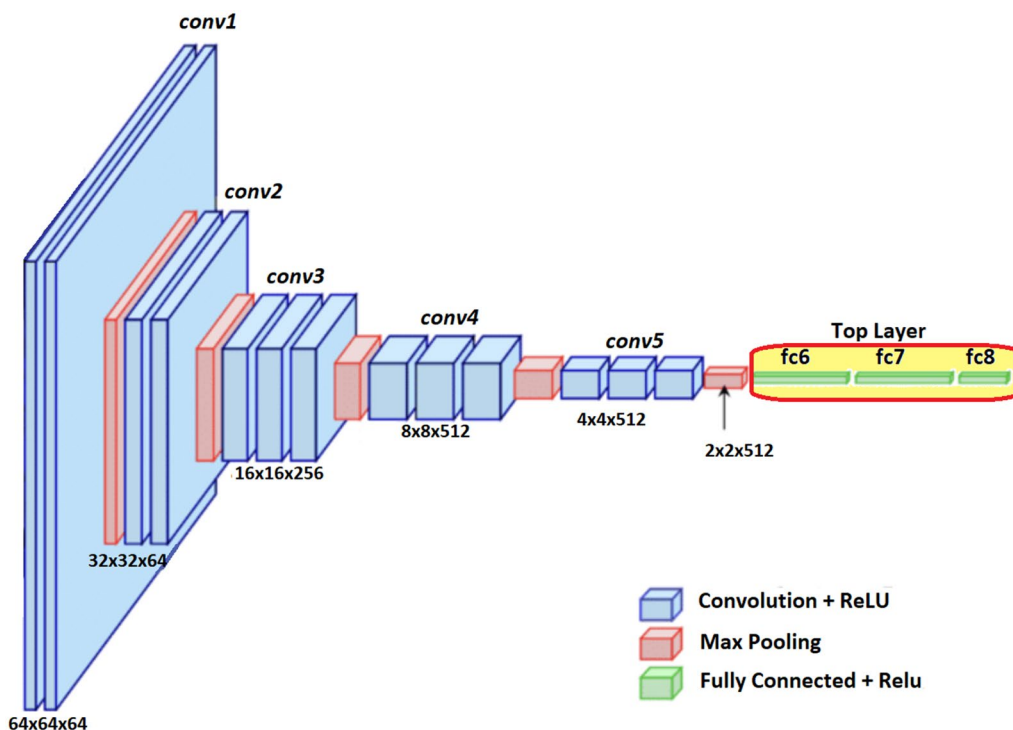 conv1
conv2
conv3
conv4
conv5
Top Layer
fc6 fc7 fc8
8x8x512
4x4x512
2x2x512
16x16x256
32x32x64
64x64x64
Convolution + ReLU
Max Pooling
Fully Connected + Relu